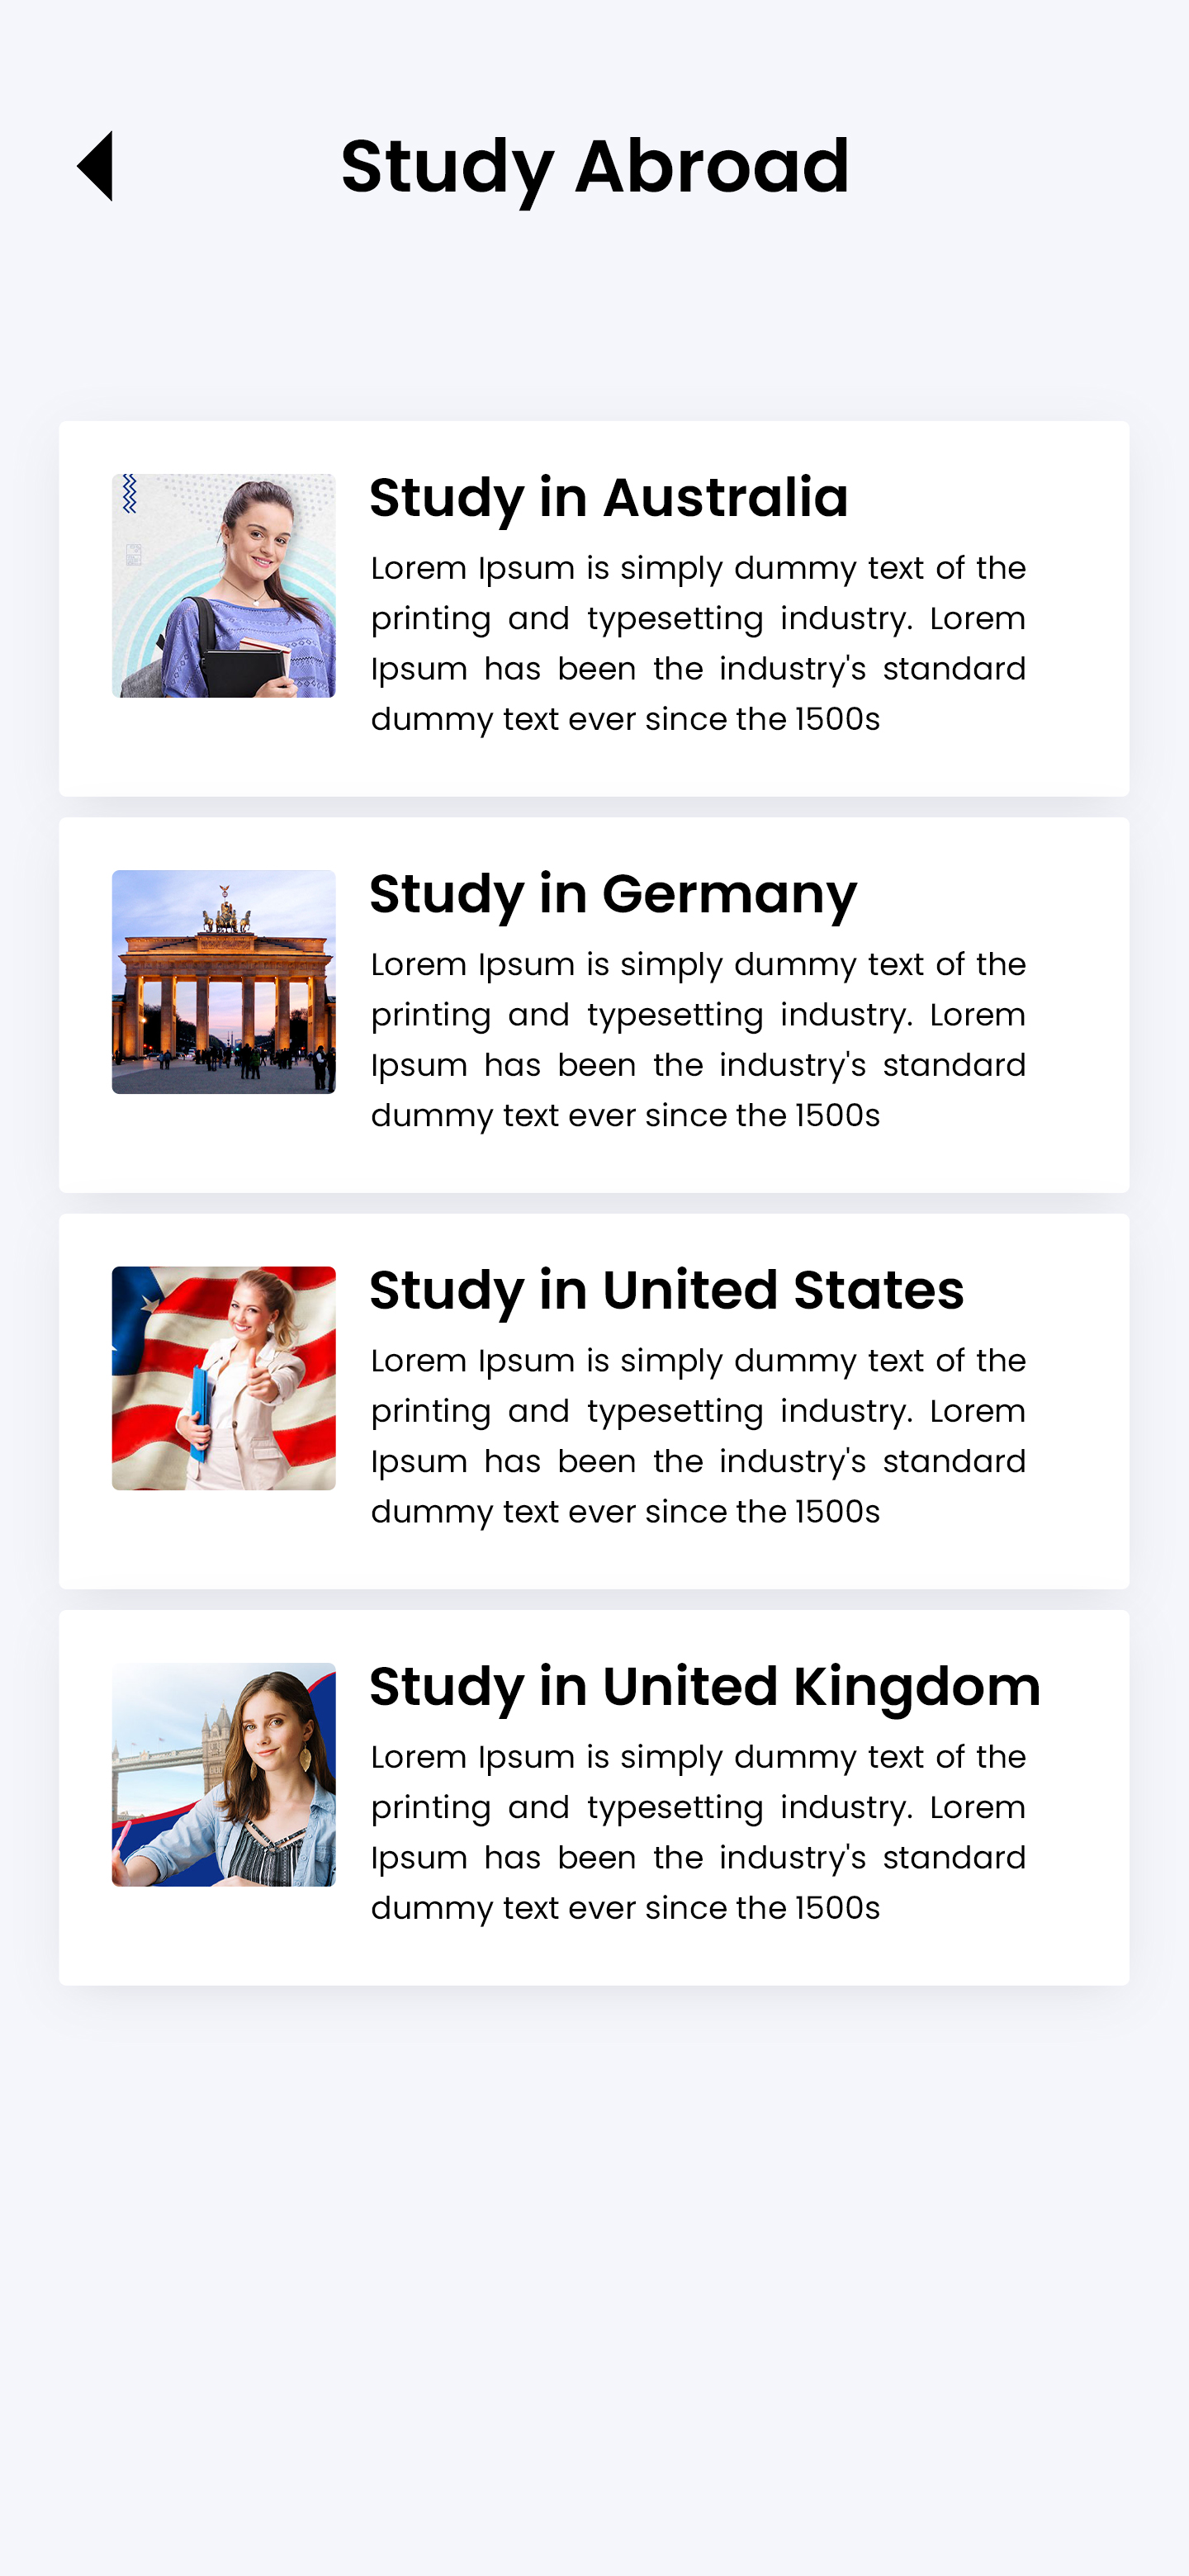 Study Abroad
Study in Australia
Lorem Ipsum is simply dummy text of the
printing and typesetting industry. Lorem
Ipsum has been the industry's standard
dummy text ever since the 1500s
Study in Germany
Lorem Ipsum is simply dummy text of the
printing and typesetting industry. Lorem
Ipsum has been the industry's standard
dummy text ever since the 1500s
Study in United States
Lorem Ipsum is simply dummy text of the
printing and typesetting industry. Lorem
Ipsum has been the industry's standard
dummy text ever since the 1500s
Study in United Kingdom
Lorem Ipsum is simply dummy text of the
printing and typesetting industry. Lorem
Ipsum has been the industry's standard
dummy text ever since the 1500s